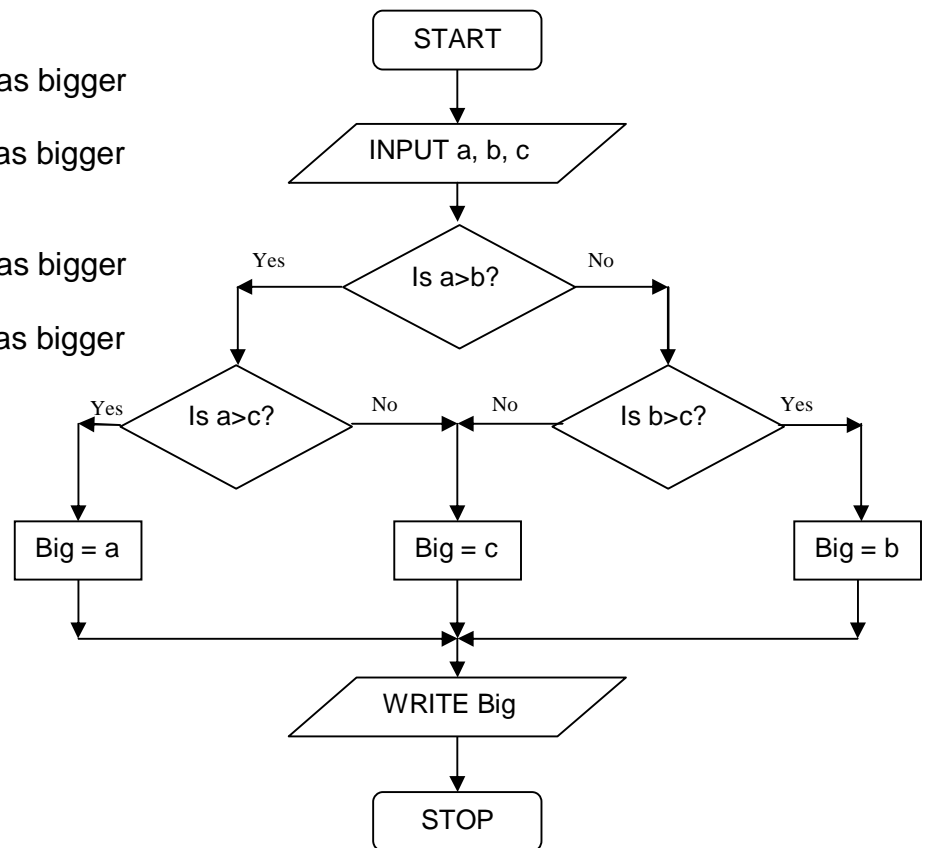 as bigger
as bigger
as bigger
as bigger
START
INPUT a, b, c
Is a>b?
Yes
No
Is a>c?
Yes
No
Is b>c?
No
Yes
Big = a
Big = c
Big = b
WRITE Big
STOP